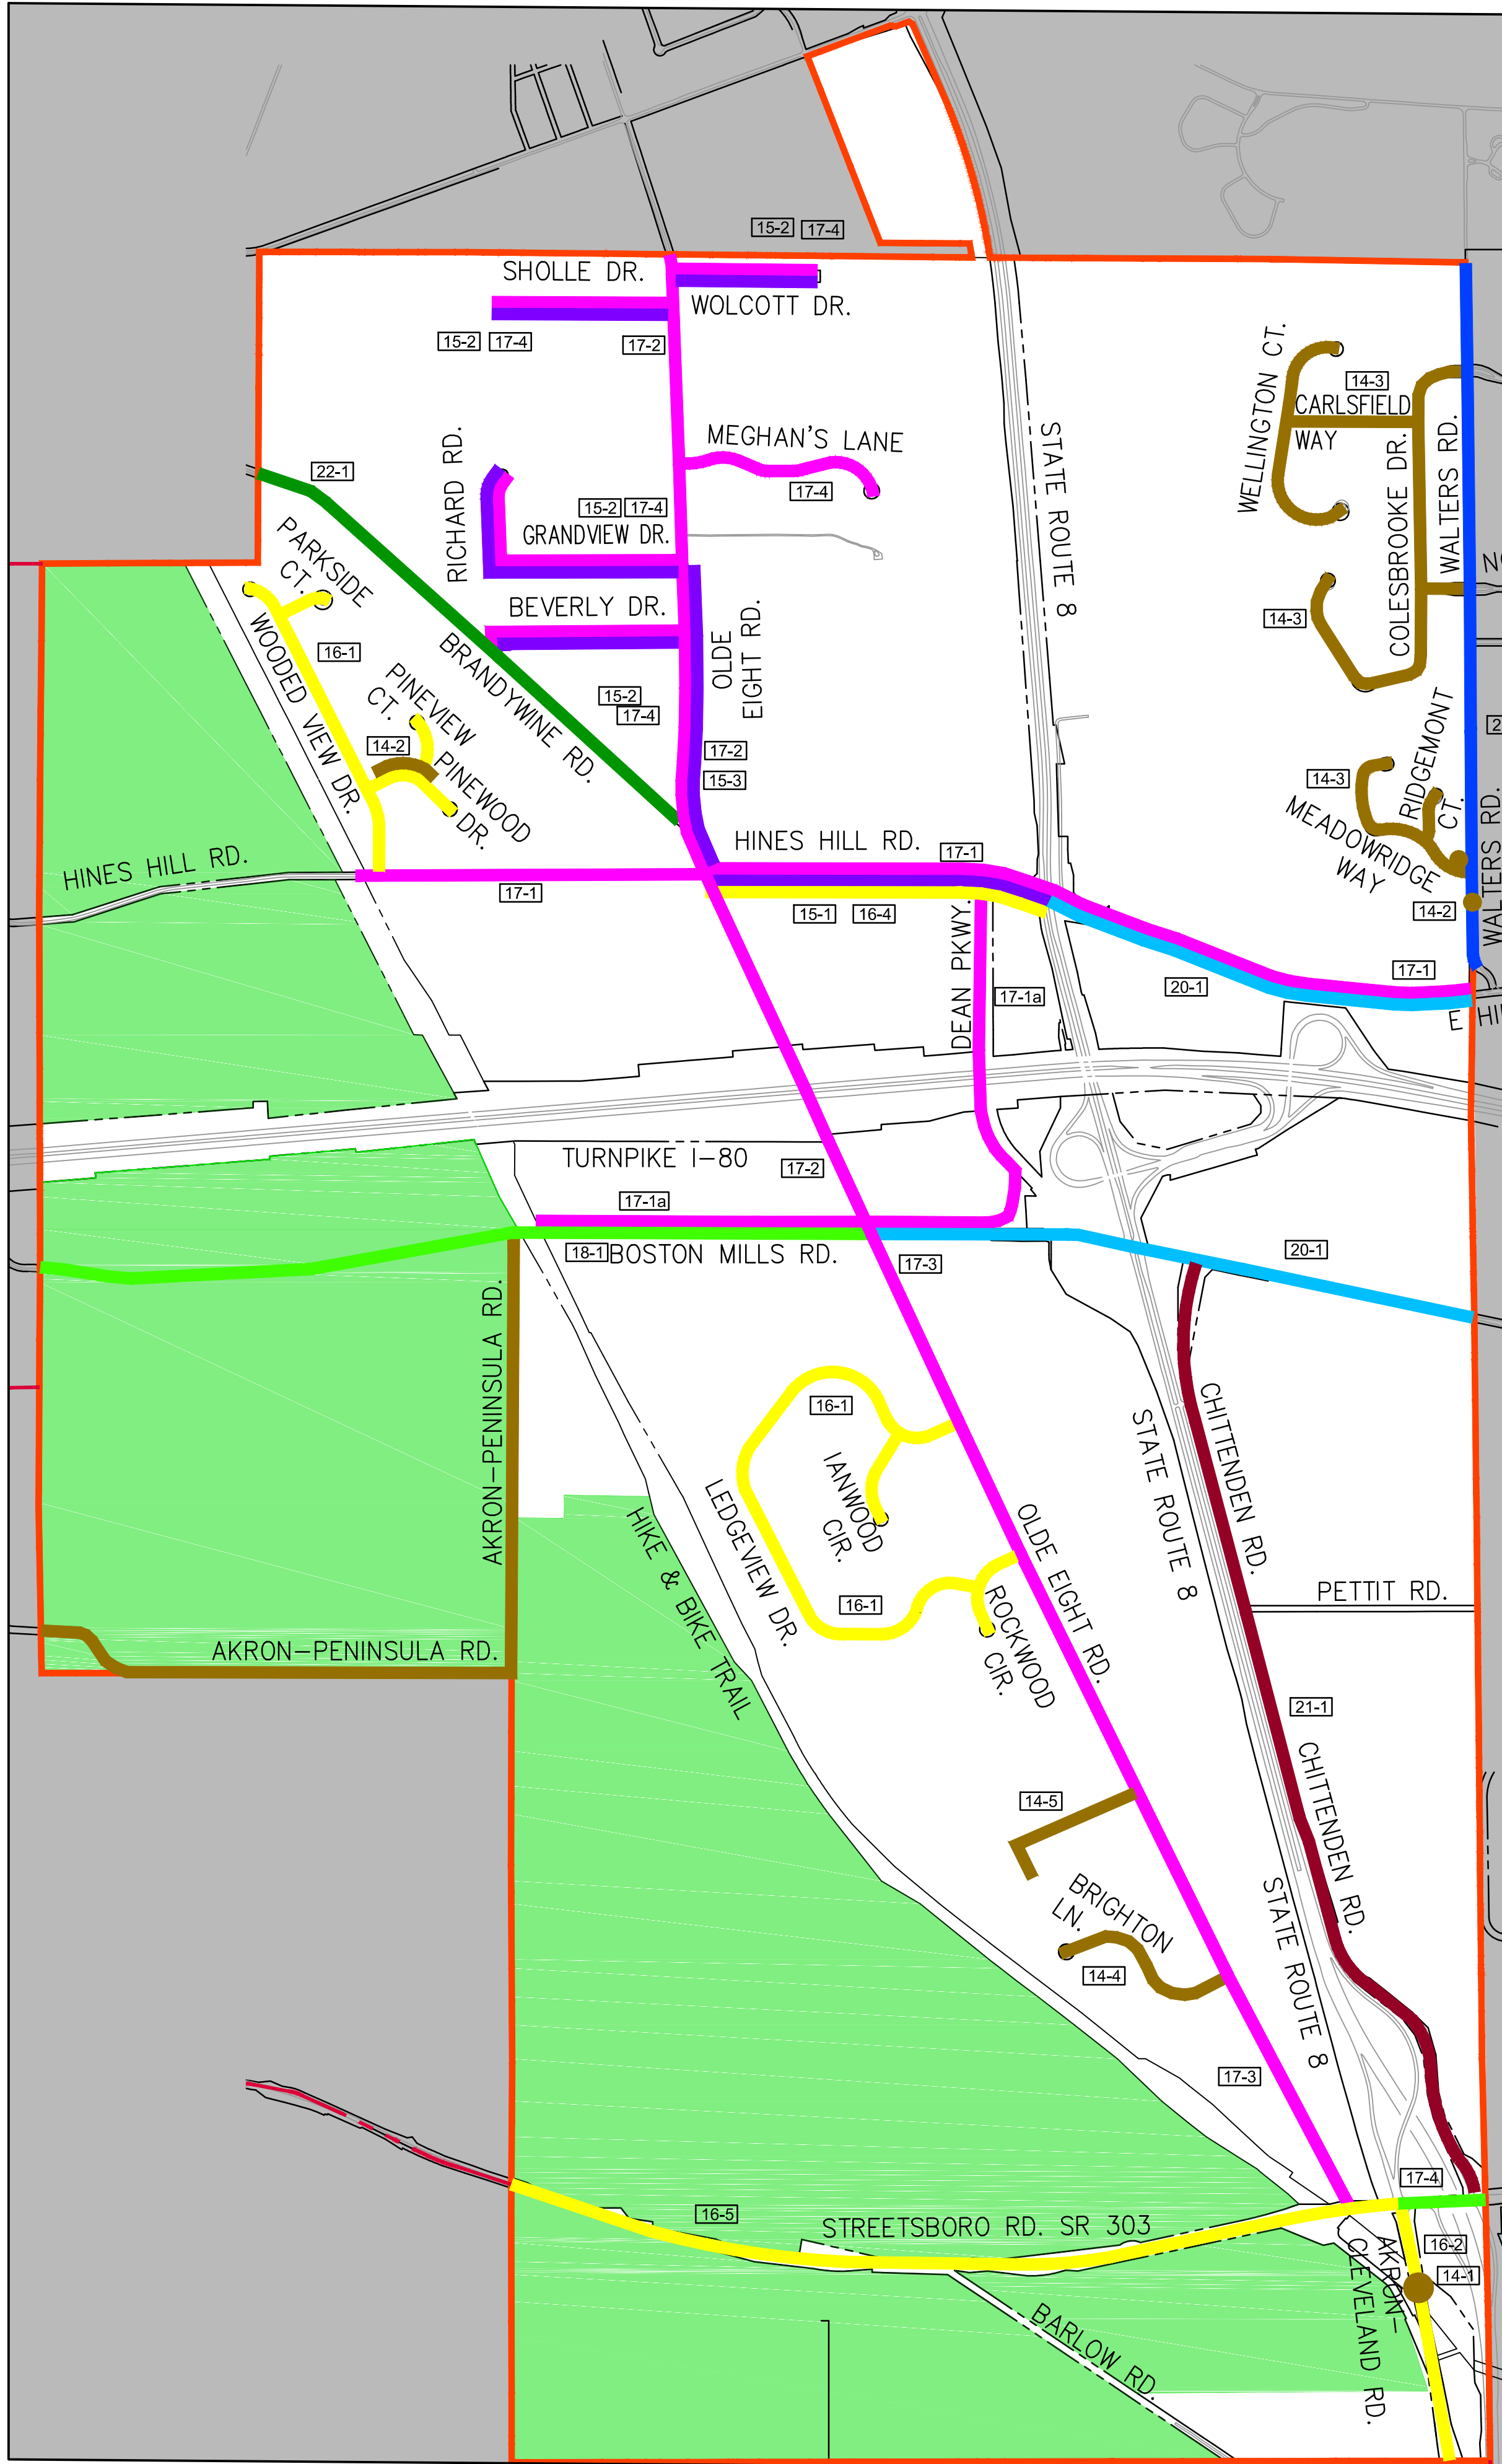 15-2 17-4
SHOLLE DR.
WOLCOTT DR.
15-2 17-4
17-2
WELLINGTON CT.
14-3
CARLSFIELD
WAY
COLESBROOKE DR.
WALTERS RD.
MEGHAN'S LANE
17-4
STATE ROUTE 8
22-1
RICHARD RD.
15-2 17-4
GRANDVIEW DR.
PARKSIDE
CT.
BEVERLY DR.
OLDE
EIGHT RD.
14-3
WOODED VIEW DR.
16-1
BRANDYWINE RD.
15-2
17-4
PINEVIEW
CT.
14-2
PINEWOOD
DR.
17-2
15-3
14-3
RIDGEMONT
CT.
MEADOWRIDGE
WAY
WALTERS RD.
14-2
HINES HILL RD.
HINES HILL RD.
17-1
17-1
15-1 16-4
DEAN PKWY.
17-1a
20-1
17-1
TURNPIKE I-80
17-2
17-1a
18-1
BOSTON MILLS RD.
17-3
20-1
AKRON-PENINSULA RD.
16-1
IANWOOD
CIR.
STATE ROUTE 8
CHITTENDEN RD.
LEDGEVIEW DR.
HIKE & BIKE TRAIL
OLDE EIGHT RD.
16-1
ROCKWOOD
CIR.
PETTIT RD.
AKRON-PENINSULA RD.
21-1
CHITTENDEN RD.
14-5
BRIGHTON
LN.
14-4
STATE ROUTE 8
17-3
17-4
16-5
STREETSBORO RD. SR 303
16-2
14-1
AKRON-
CLEVELAND RD.
BARLOW RD.